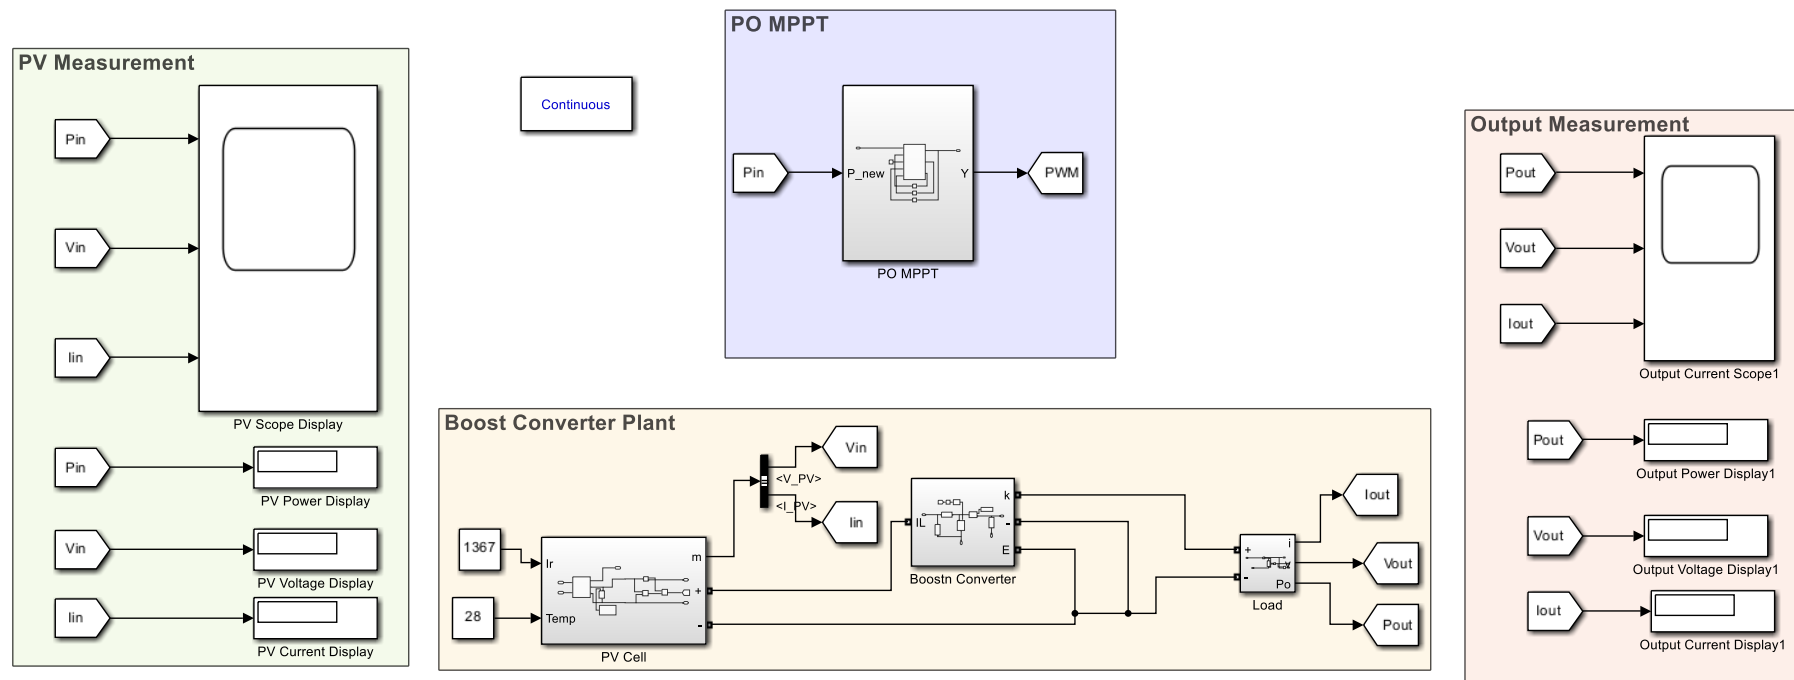 PV Measurement
Pin
Vin
Iin
PV Scope Display
Pin
PV Power Display
Vin
PV Voltage Display
Iin
PV Current Display
Continuous
PO MPPT
Pin
P_new
Y
PWM
PO MPPT
Boost Converter Plant
1367
28
Ir
Temp
m
+
-
PV Cell
<V_PV>
<I_PV>
Vin
Iin
IL
k
-
E
Boostn Converter
+
-
i
v
Po
Load
Iout
Vout
Pout
Output Measurement
Pout
Vout
Iout
Output Current Scope1
Pout
Output Power Display1
Vout
Output Voltage Display1
Iout
Output Current Display1